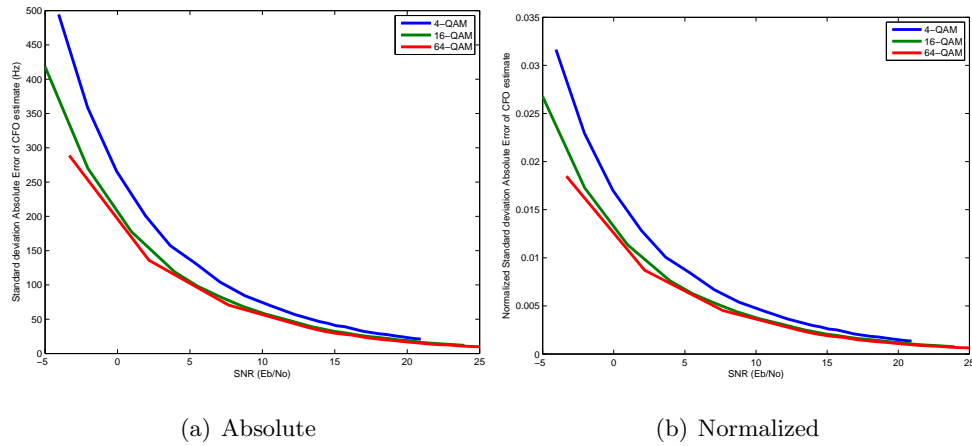 Standard deviation Absolute Error of CFO estimate (Hz)
500
450
400
350
300
250
200
150
100
50
0
-5
0
5
10
15
20
25
SNR (Eb/No)
4-QAM
16-QAM
64-QAM
(a) Absolute
Normalized Standard deviation Absolute Error of CFO estimate
0.035
0.03
0.025
0.02
0.015
0.01
0.005
0
-5
0
5
10
15
20
25
SNR (Eb/No)
4-QAM
16-QAM
64-QAM
(b) Normalized